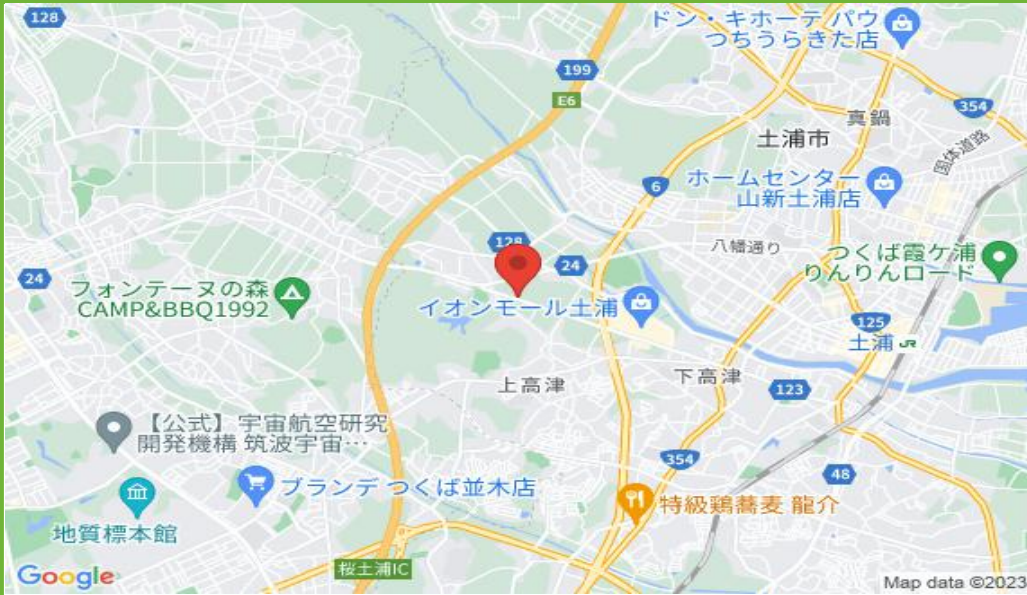 128
ドン・キホーテ パウ
つちうらきた店
199
E6
354
真鍋
土浦市
国体道路
6
ホームセンター
山新土浦店
128
八幡通り
つくば霞ケ浦
りんりんロード
24
24
フォンテーヌの森
CAMP&BBQ1992
イオンモール土浦
125
土浦 JR
上高津
下高津
123
【公式】宇宙航空研究
開発機構 筑波宇宙…
354
48
ブランデ つくば並木店
特級鶏蕎麦 龍介
地質標本館
桜土浦IC
Google
Map data ©2023